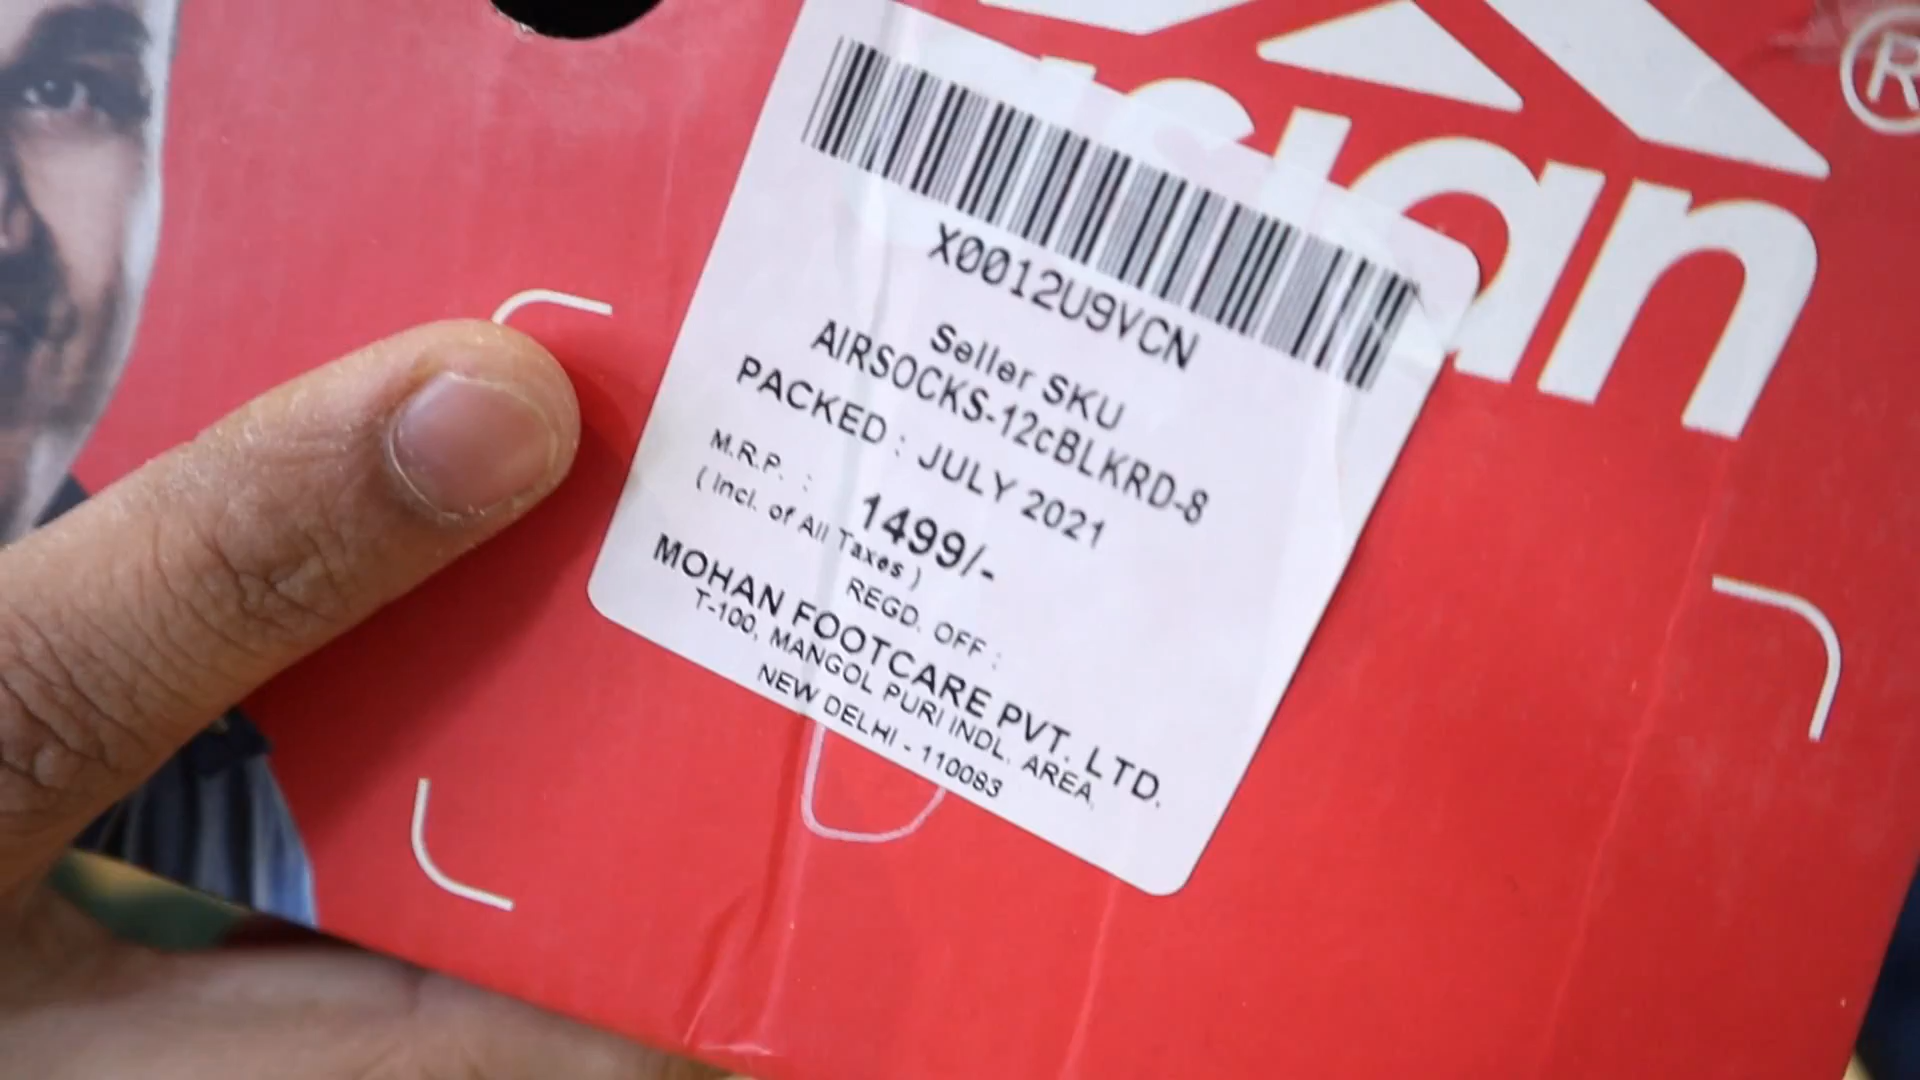 ®
X0012U9VCN
Seller SKU
AIRSOCKS-12cBLKRD-8
PACKED : JULY 2021
M.R.P. : 1499/-
( Incl. of All Taxes )
REGD. OFF :
MOHAN FOOTCARE PVT. LTD.
T-100, MANGOL PURI INDL. AREA,
NEW DELHI - 110083